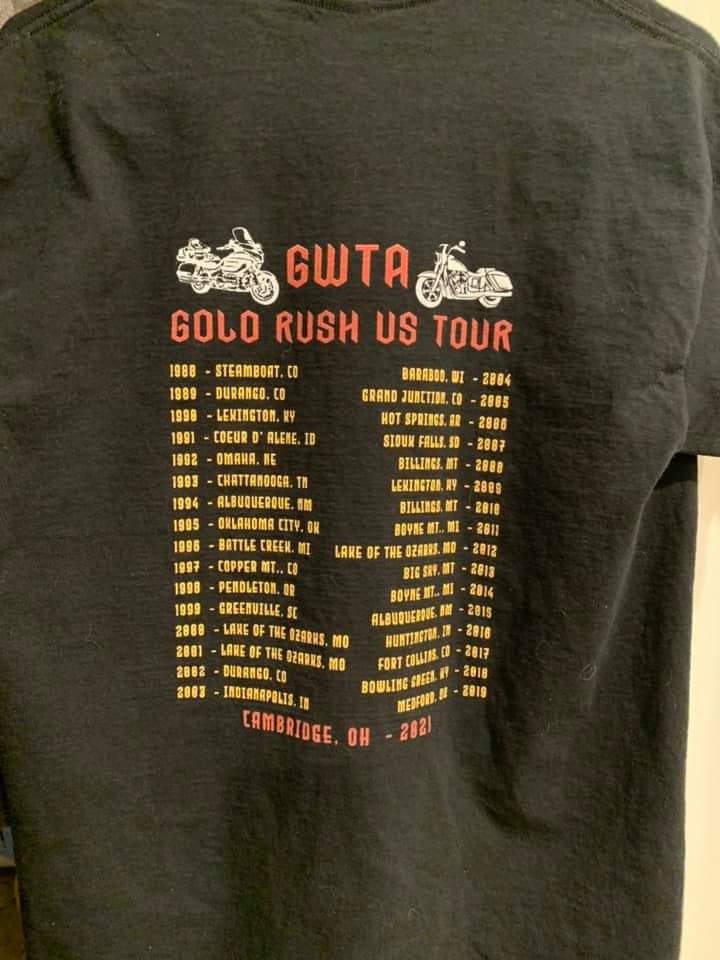 GWTA
GOLD RUSH US TOUR
1988 - STEAMBOAT, CO
1989 - DURANGO, CO
1990 - LEXINGTON, KY
1991 - COEUR D' ALENE, ID
1992 - OMAHA, NE
1993 - CHATTANOOGA, TN
1994 - ALBUQUERQUE, NM
1995 - OKLAHOMA CITY, OK
1996 - BATTLE CREEK, MI
1997 - COPPER MT., CO
1998 - PENDLETON, OR
1999 - GREENVILLE, SC
2000 - LAKE OF THE OZARKS, MO
2001 - LAKE OF THE OZARKS, MO
2002 - DURANGO, CO
2003 - INDIANAPOLIS, IN
BARABOO, WI - 2004
GRAND JUNCTION, CO - 2005
HOT SPRINGS, AR - 2006
SIOUX FALLS, SD - 2007
BILLINGS, MT - 2008
LEXINGTON, KY - 2009
BILLINGS, MT - 2010
BOYNE MT., MI - 2011
LAKE OF THE OZARKS, MO - 2012
BIG SKY, MT - 2013
BOYNE MT., MI - 2014
ALBUQUERQUE, NM - 2015
HUNTINGTON, IN - 2016
FORT COLLINS, CO - 2017
BOWLING GREEN, KY - 2018
MEDFORD, OR - 2019
CAMBRIDGE, OH - 2021